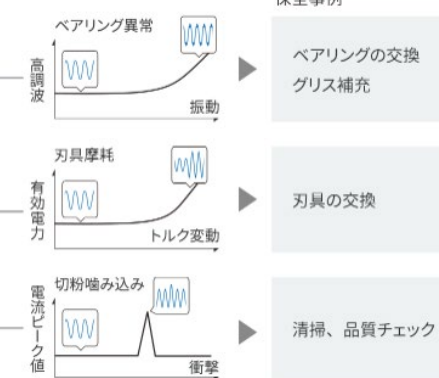 保全事例
ベアリング異常
高調波
振動
ベアリングの交換
グリス補充
刃具摩耗
有効電力
トルク変動
刃具の交換
切粉噛み込み
電流ピーク値
衝撃
清掃、品質チェック